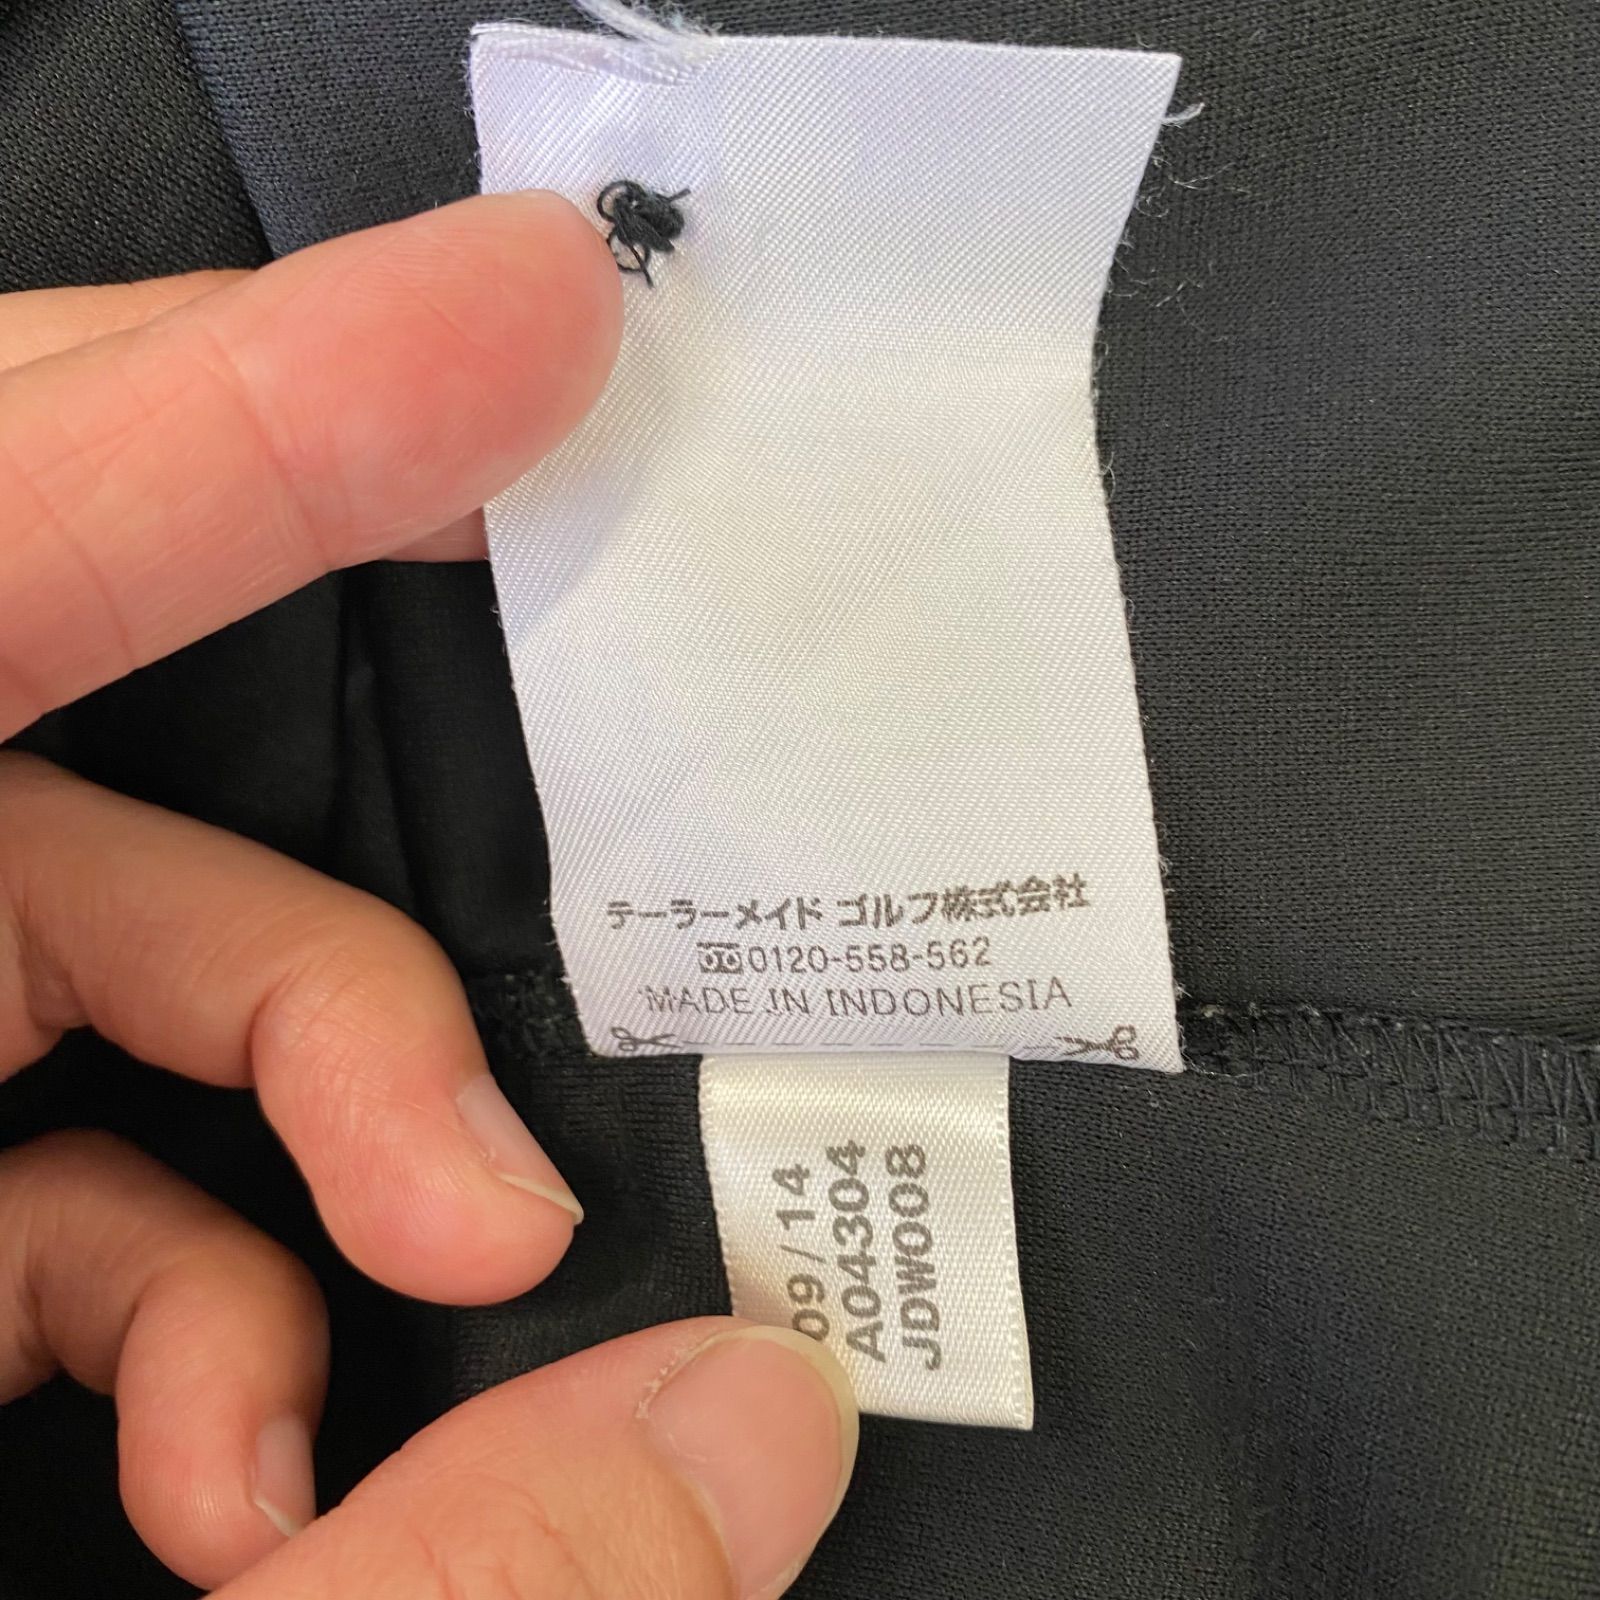 テーラーメイド ゴルフ株式会社
0120-558-562
MADE IN INDONESIA
09/14
A04304
JDW008